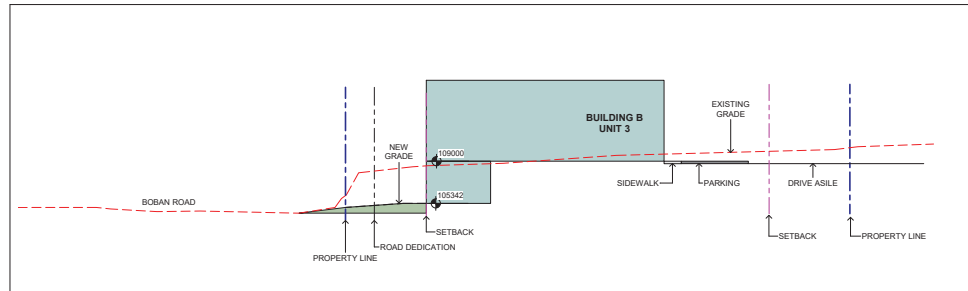 BUILDING B
UNIT 3
EXISTING
GRADE
NEW
GRADE
109000
105342
SIDEWALK
PARKING
DRIVE ASILE
BOBAN ROAD
SETBACK
SETBACK
PROPERTY LINE
ROAD DEDICATION
PROPERTY LINE